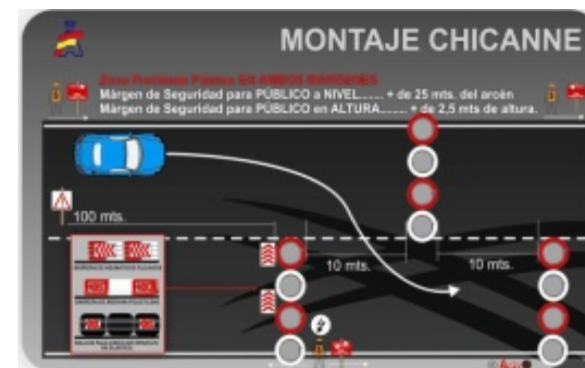 MONTAJE CHICANNE
Zona Prohibida Público EN AMBOS MÁRGENES
Márgen de Seguridad para PÚBLICO a NIVEL........ + de 25 mts. del arcén
Márgen de Seguridad para PÚBLICO en ALTURA........ + de 2,5 mts de altura.
100 mts.
10 mts.
10 mts.